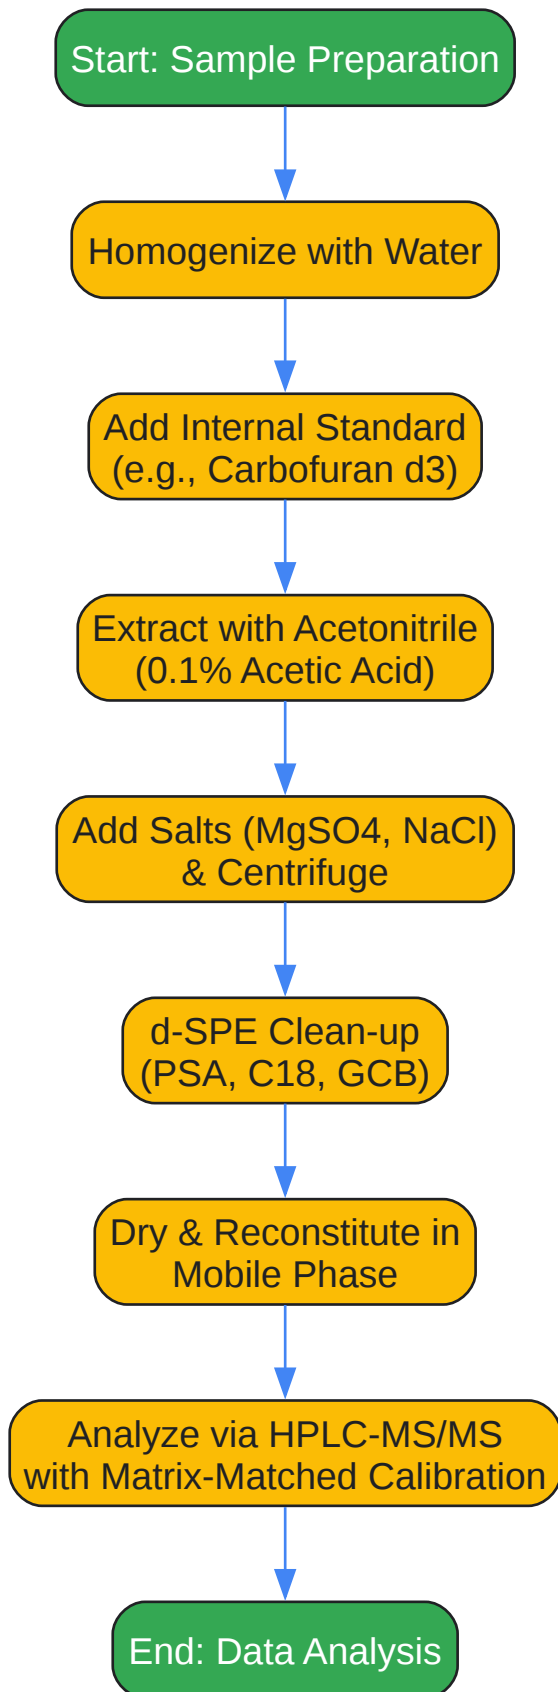 Start: Sample Preparation
Homogenize with Water
Add Internal Standard
(e.g., Carbofuran d3)
Extract with Acetonitrile
(0.1% Acetic Acid)
Add Salts (MgSO4, NaCl)
& Centrifuge
d-SPE Clean-up
(PSA, C18, GCB)
Dry & Reconstitute in
Mobile Phase
Analyze via HPLC-MS/MS
with Matrix-Matched Calibration
End: Data Analysis